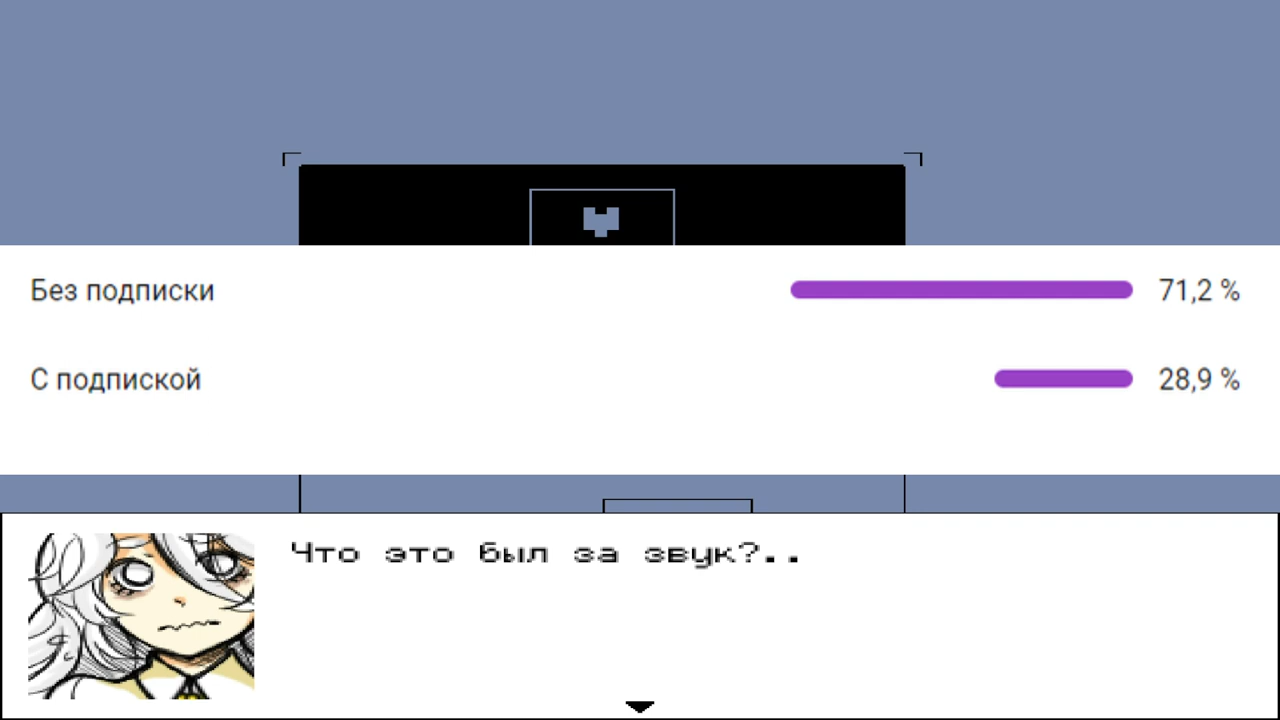 Без подписки 71,2 %
С подпиской 28,9 %
Что это был за звук?..